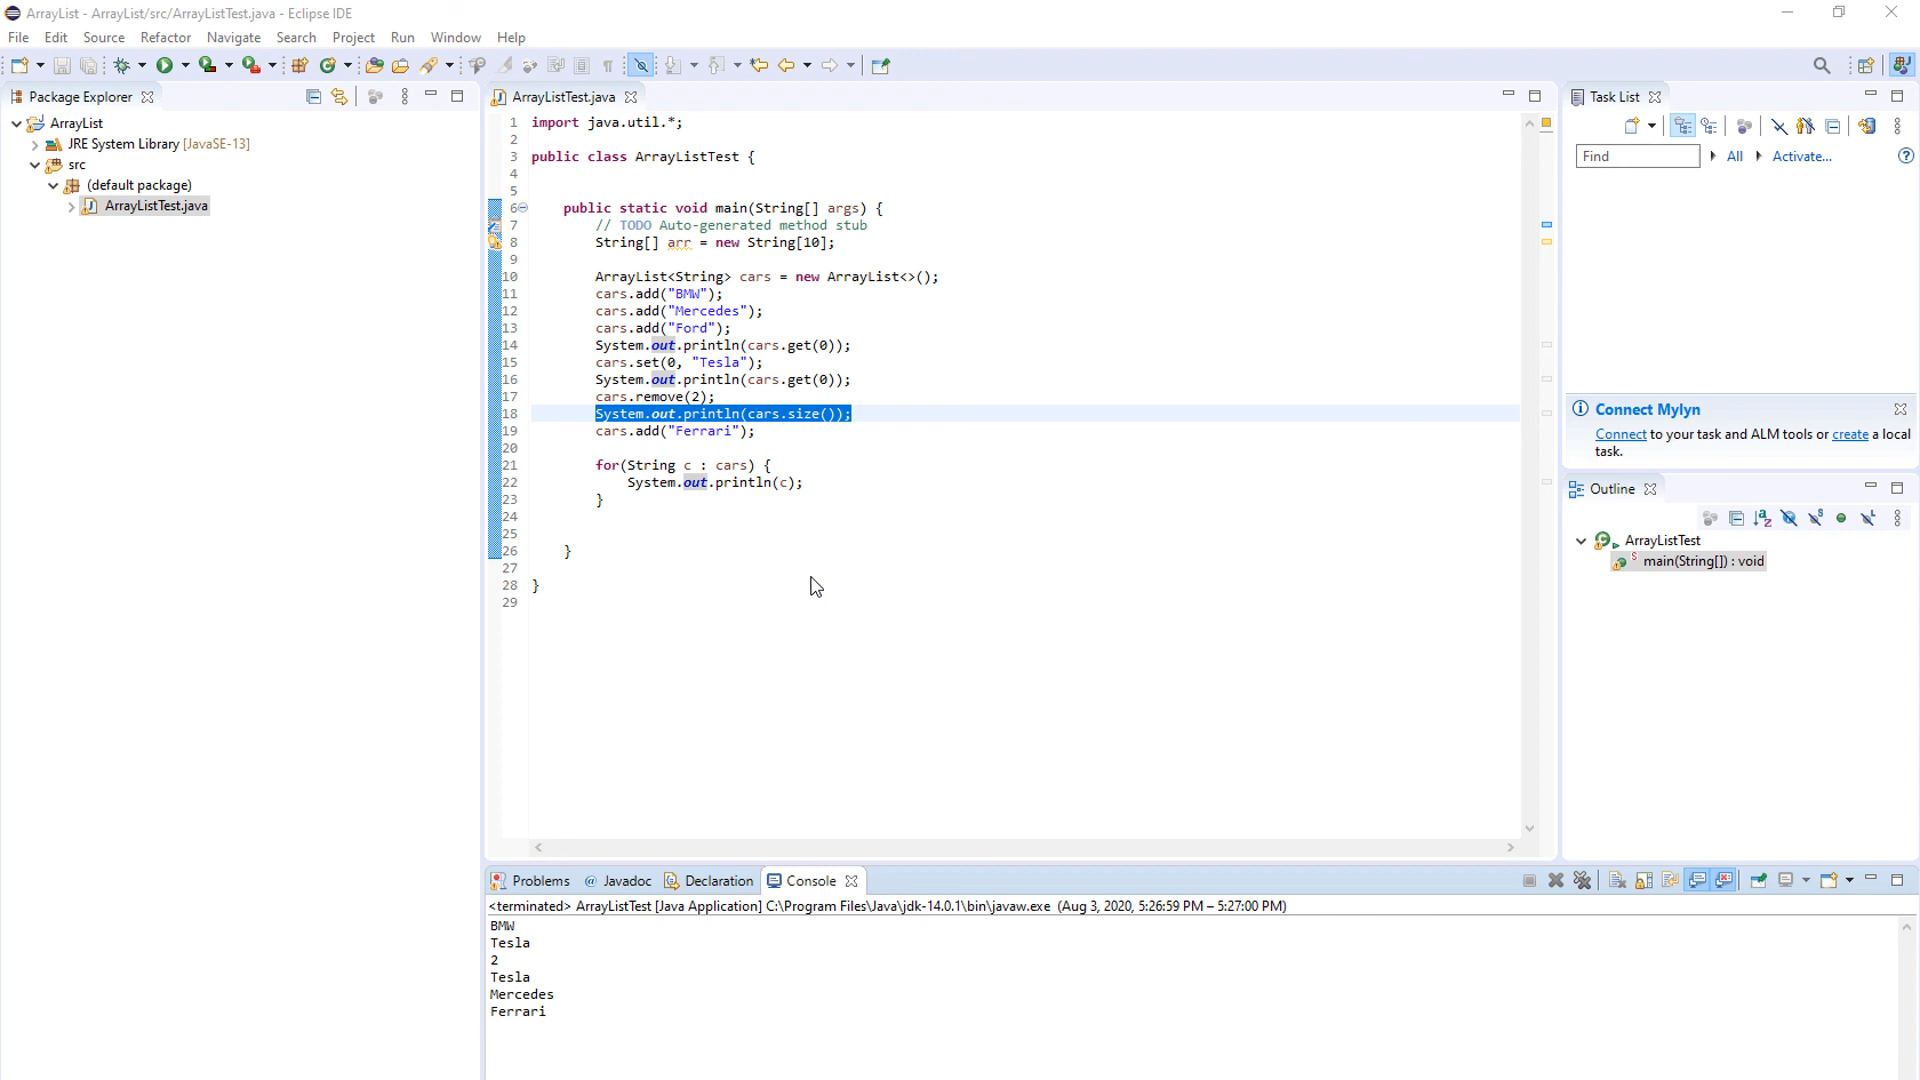 ArrayList - ArrayList/src/ArrayListTest.java - Eclipse IDE
File Edit Source Refactor Navigate Search Project Run Window Help
Package Explorer
ArrayList
JRE System Library [JavaSE-13]
src
(default package)
ArrayListTest.java
ArrayListTest.java
1 import java.util.*;
2
3 public class ArrayListTest {
4
5
6 public static void main(String[] args) {
7 // TODO Auto-generated method stub
8 String[] arr = new String[10];
9
10 ArrayList<String> cars = new ArrayList<>();
11 cars.add("BMW");
12 cars.add("Mercedes");
13 cars.add("Ford");
14 System.out.println(cars.get(0));
15 cars.set(0, "Tesla");
16 System.out.println(cars.get(0));
17 cars.remove(2);
18 System.out.println(cars.size());
19 cars.add("Ferrari");
20
21 for(String c : cars) {
22 System.out.println(c);
23 }
24
25
26 }
27
28 }
29
Task List
Find All Activate...
Connect Mylyn
Connect to your task and ALM tools or create a local
task.
Outline
ArrayListTest
main(String[]) : void
Problems @ Javadoc Declaration Console
<terminated> ArrayListTest [Java Application] C:\Program Files\Java\jdk-14.0.1\bin\javaw.exe (Aug 3, 2020, 5:26:59 PM – 5:27:00 PM)
BMW
Tesla
2
Tesla
Mercedes
Ferrari